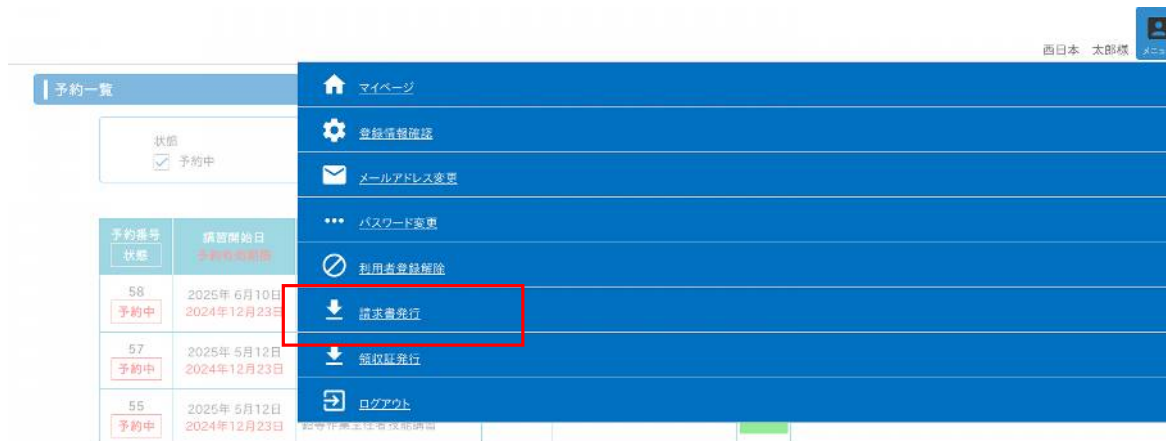 西日本 太郎様
メニュー
予約一覧
マイページ
登録情報確認
メールアドレス変更
パスワード変更
利用者登録解除
請求書発行
領収証発行
ログアウト
状態
予約中
予約番号
状態
講習開始日
予約有効期限
58
予約中
2025年 6月10日
2024年12月23日
57
予約中
2025年 5月12日
2024年12月23日
55
予約中
2025年 5月12日
2024年12月23日